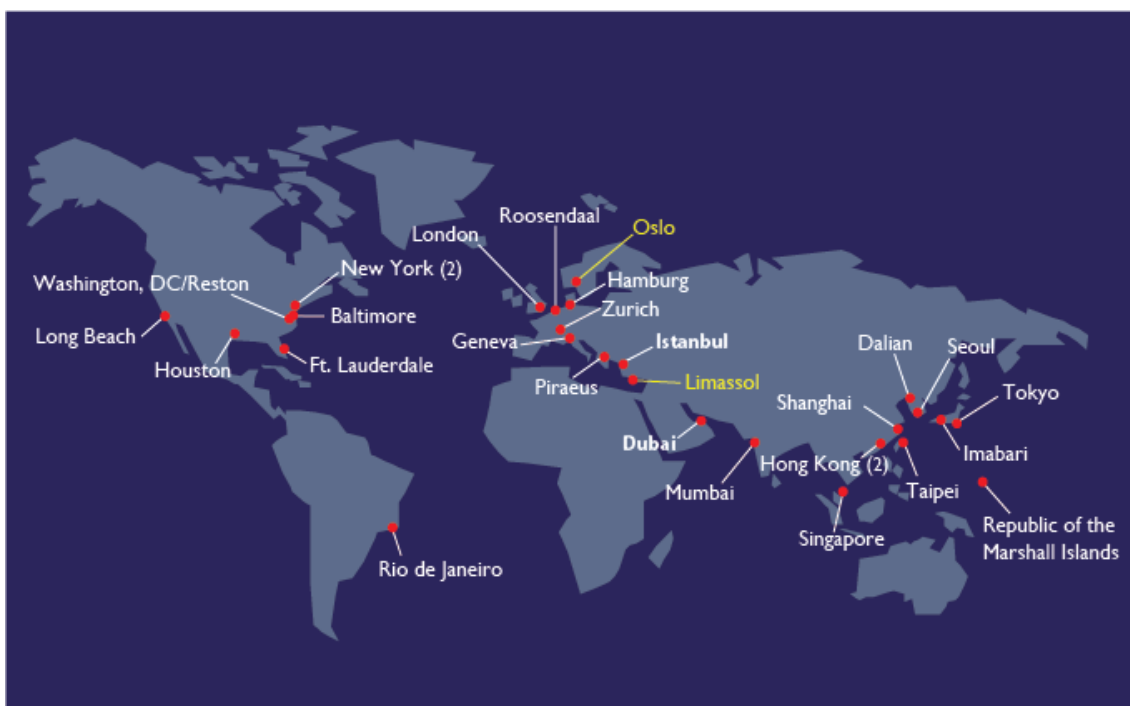 Roosendaal
Oslo
London
New York (2)
Hamburg
Washington, DC/Reston
Zurich
Baltimore
Long Beach
Geneva
Istanbul
Dalian
Seoul
Houston
Ft. Lauderdale
Piraeus
Limassol
Tokyo
Shanghai
Dubai
Imabari
Hong Kong (2)
Mumbai
Taipei
Singapore
Republic of the
Marshall Islands
Rio de Janeiro